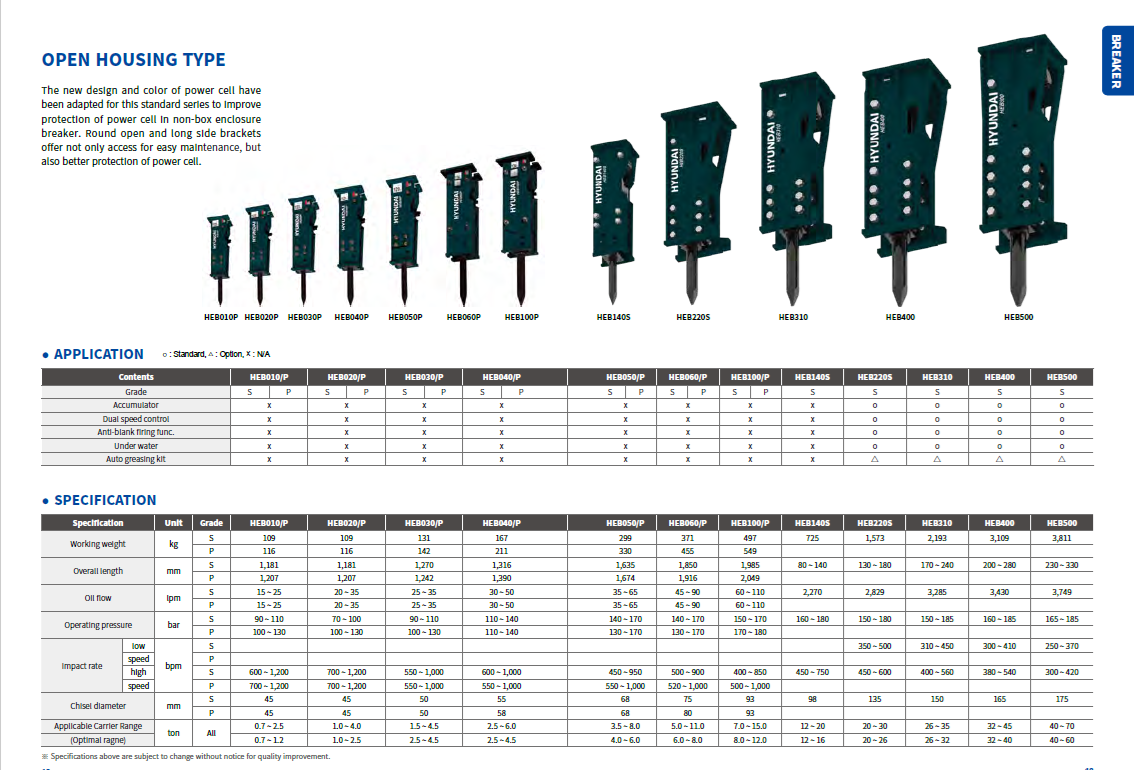 BREAKER
OPEN HOUSING TYPE
The new design and color of power cell have
been adapted for this standard series to improve
protection of power cell in non-box enclosure
breaker. Round open and long side brackets
offer not only access for easy maintenance, but
also better protection of power cell.
HYUNDAI HYUNDAI HYUNDAI HYUNDAI HYUNDAI HYUNDAI HYUNDAI HYUNDAI HYUNDAI HYUNDAI HYUNDAI HYUNDAI
HEB010P HEB020P HEB030P HEB040P HEB050P HEB060P HEB100P HEB140S HEB220S HEB310 HEB400 HEB500
● APPLICATION o : Standard, △ : Option, X : N/A
Contents HEB010/P HEB020/P HEB030/P HEB040/P HEB050/P HEB060/P HEB100/P HEB140S HEB220S HEB310 HEB400 HEB500
Grade S P S P S P S P S P S P S P S S S S S
Accumulator x x x x x x x x o o o o
Dual speed control x x x x x x x x o o o o
Anti-blank firing func. x x x x x x x x o o o o
Under water x x x x x x x x o o o o
Auto greasing kit x x x x x x x x △ △ △ △
● SPECIFICATION
Specification Unit Grade HEB010/P HEB020/P HEB030/P HEB040/P HEB050/P HEB060/P HEB100/P HEB140S HEB220S HEB310 HEB400 HEB500
Working weight kg S 109 109 131 167 299 371 497 725 1,573 2,193 3,109 3,811
P 116 116 142 211 330 455 549
Overall length mm S 1,181 1,181 1,270 1,316 1,635 1,850 1,985 80 ~ 140 130 ~ 180 170 ~ 240 200 ~ 280 230 ~ 330
P 1,207 1,207 1,242 1,390 1,674 1,916 2,049
Oil flow lpm S 15 ~ 25 20 ~ 35 25 ~ 35 30 ~ 50 35 ~ 65 45 ~ 90 60 ~ 110 2,270 2,829 3,285 3,430 3,749
P 15 ~ 25 20 ~ 35 25 ~ 35 30 ~ 50 35 ~ 65 45 ~ 90 60 ~ 110
Operating pressure bar S 90 ~ 110 70 ~ 100 90 ~ 110 110 ~ 140 140 ~ 170 140 ~ 170 150 ~ 170 160 ~ 180 150 ~ 180 150 ~ 185 160 ~ 185 165 ~ 185
P 100 ~ 130 100 ~ 130 100 ~ 130 110 ~ 140 130 ~ 170 130 ~ 170 170 ~ 180
Impact rate low speed bpm S 350 ~ 500 310 ~ 450 300 ~ 410 250 ~ 370
P
high speed S 600 ~ 1,200 700 ~ 1,200 550 ~ 1,000 600 ~ 1,000 450 ~ 950 500 ~ 900 400 ~ 850 450 ~ 750 450 ~ 600 400 ~ 560 380 ~ 540 300 ~ 420
P 700 ~ 1,200 700 ~ 1,200 550 ~ 1,000 550 ~ 1,000 550 ~ 1,000 520 ~ 1,000 500 ~ 1,000
Chisel diameter mm S 45 45 50 55 68 75 93 98 135 150 165 175
P 45 45 50 58 68 80 93
Applicable Carrier Range ton All 0.7 ~ 2.5 1.0 ~ 4.0 1.5 ~ 4.5 2.5 ~ 6.0 3.5 ~ 8.0 5.0 ~ 11.0 7.0 ~ 15.0 12 ~ 20 20 ~ 30 26 ~ 35 32 ~ 45 40 ~ 70
(Optimal ragne) 0.7 ~ 1.2 1.0 ~ 2.5 2.5 ~ 4.5 2.5 ~ 4.5 4.0 ~ 6.0 6.0 ~ 8.0 8.0 ~ 12.0 12 ~ 16 20 ~ 26 26 ~ 32 32 ~ 40 40 ~ 60
※ Specifications above are subject to change without notice for quality improvement.